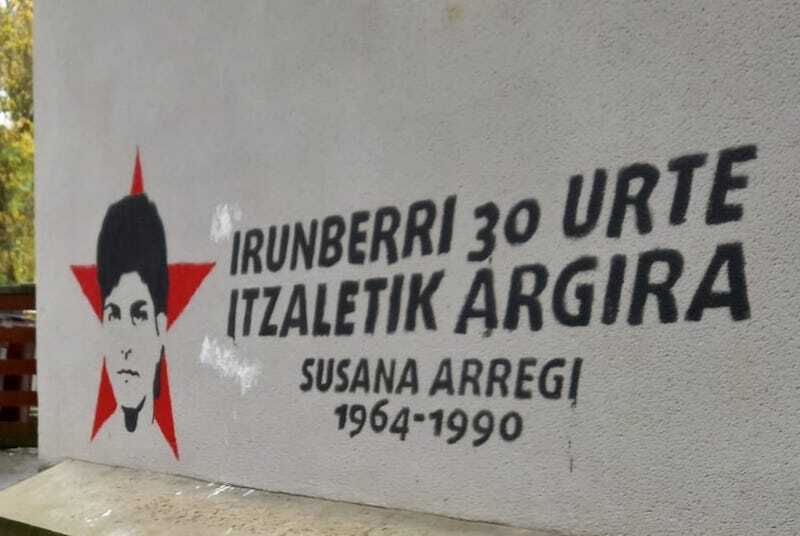 IRUNBERRI 30 URTE
ITZALETIK ARGIRA
SUSANA ARREGI
1964-1990